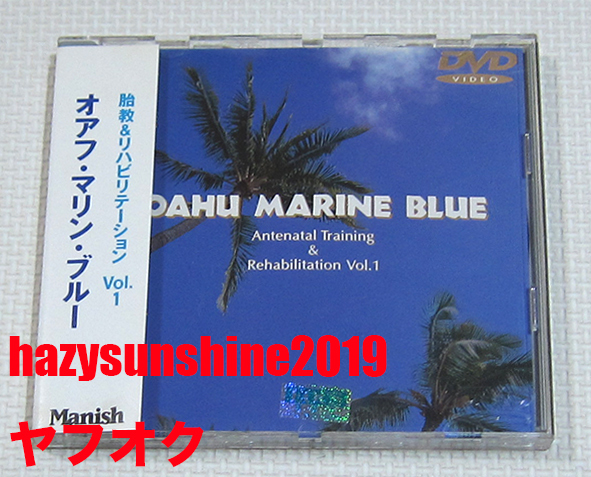 胎教&リハビリテーション Vol.1
オアフ・マリン・ブルー
Manish
DVD
VIDEO
OAHU MARINE BLUE
Antenatal Training
&
Rehabilitation Vol.1
hazysunshine2019
ヤフオク